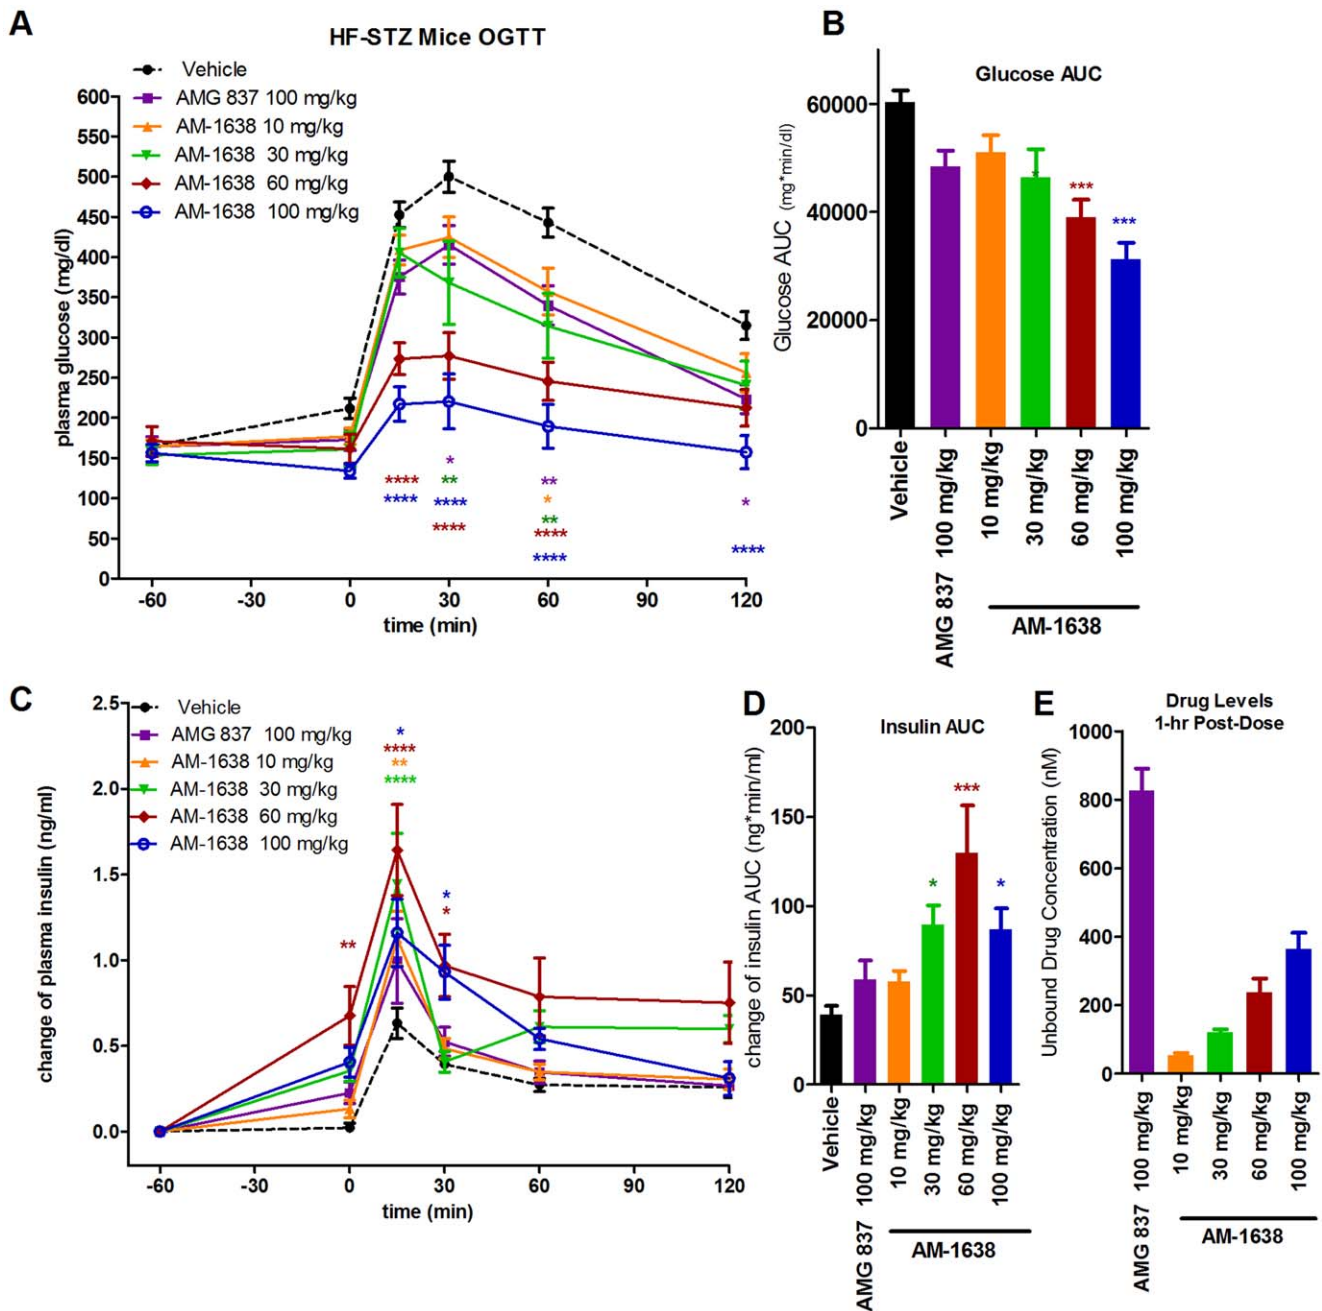 A
HF-STZ Mice OGTT
Vehicle
AMG 837 100 mg/kg
AM-1638 10 mg/kg
AM-1638 30 mg/kg
AM-1638 60 mg/kg
AM-1638 100 mg/kg
plasma glucose (mg/dl)
600
550
500
450
400
350
300
250
200
150
100
50
0
*
****
**
**
****
****
*
*
**
****
****
****
****
-60
-30
0
30
60
90
120
time (min)
B
Glucose AUC
Glucose AUC (mg*min/dl)
60000
40000
20000
0
*
***
***
Vehicle
100 mg/kg
10 mg/kg
30 mg/kg
60 mg/kg
100 mg/kg
AMG 837
AM-1638
C
Vehicle
AMG 837 100 mg/kg
AM-1638 10 mg/kg
AM-1638 30 mg/kg
AM-1638 60 mg/kg
AM-1638 100 mg/kg
change of plasma insulin (ng/ml)
2.5
2.0
1.5
1.0
0.5
0.0
*
****
**
****
*
*
**
-60
-30
0
30
60
90
120
time (min)
D
Insulin AUC
change of insulin AUC (ng*min/ml)
200
150
100
50
0
*
***
*
Vehicle
100 mg/kg
10 mg/kg
30 mg/kg
60 mg/kg
100 mg/kg
AMG 837
AM-1638
E
Drug Levels
1-hr Post-Dose
Unbound Drug Concentration (nM)
1000
800
600
400
200
0
100 mg/kg
10 mg/kg
30 mg/kg
60 mg/kg
100 mg/kg
AMG 837
AM-1638